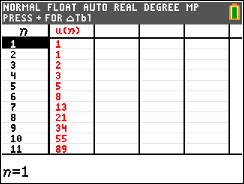 NORMAL FLOAT AUTO REAL DEGREE MP
PRESS + FOR △Tbl
n u(n)
1 1
2 1
3 2
4 3
5 5
6 8
7 13
8 21
9 34
10 55
11 89
n=1